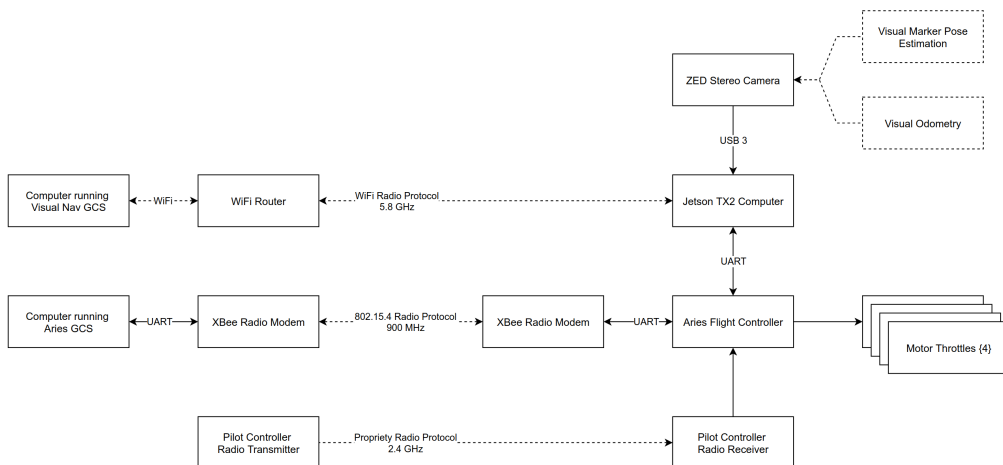 Visual Marker Pose
Estimation
ZED Stereo Camera
Visual Odometry
USB 3
Computer running
Visual Nav GCS
WiFi
WiFi Router
WiFi Radio Protocol
5.8 GHz
Jetson TX2 Computer
UART
Computer running
Aries GCS
UART
XBee Radio Modem
802.15.4 Radio Protocol
900 MHz
XBee Radio Modem
UART
Aries Flight Controller
Motor Throttles {4}
Pilot Controller
Radio Transmitter
Propriety Radio Protocol
2.4 GHz
Pilot Controller
Radio Receiver